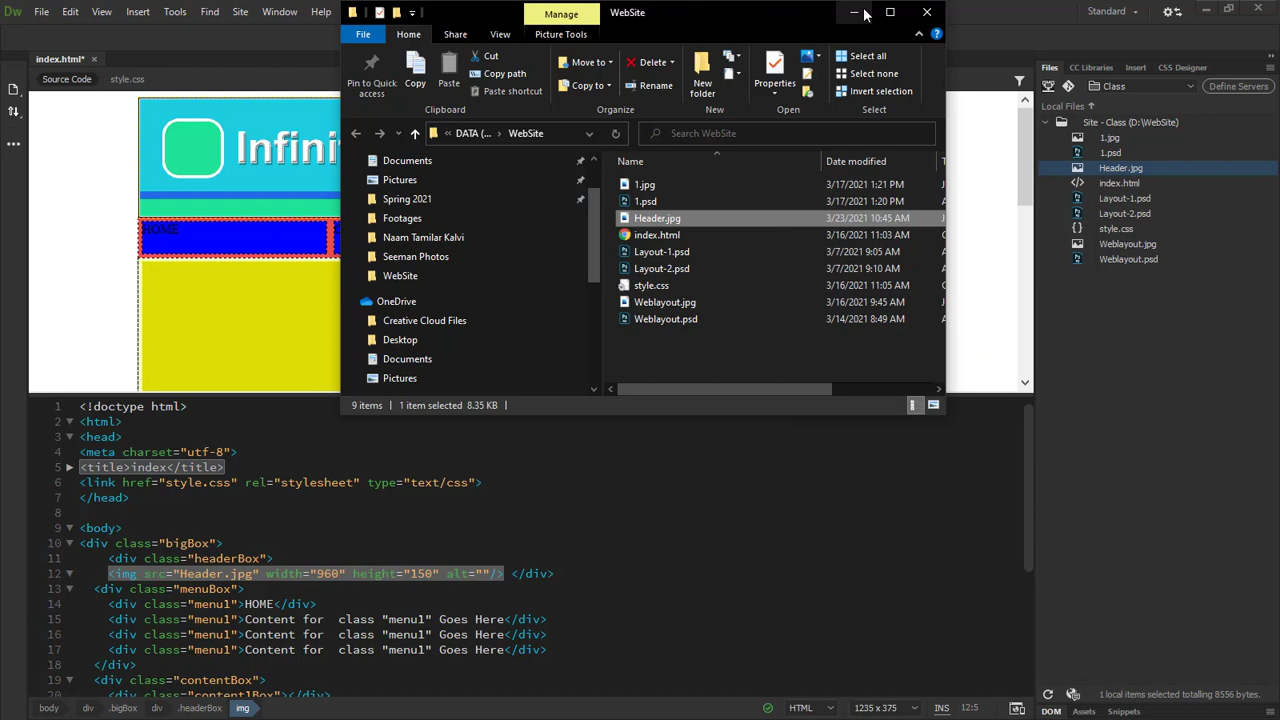 Dw File Edit View Insert Tools Find Site Window Help
Standard
index.html*
Source Code style.css
Infini
HOME
Manage WebSite
File Home Share View Picture Tools
Pin to Quick access
Copy
Paste
Cut
Copy path
Paste shortcut
Clipboard
Move to
Copy to
Delete
Rename
Organize
New folder
New
Properties
Open
Select all
Select none
Invert selection
Select
« DATA (... › WebSite
Search WebSite
Documents
Pictures
Spring 2021
Footages
Naam Tamilar Kalvi
Seeman Photos
WebSite
OneDrive
Creative Cloud Files
Desktop
Documents
Pictures
Name Date modified
1.jpg 3/17/2021 1:21 PM
1.psd 3/17/2021 1:20 PM
Header.jpg 3/23/2021 10:45 AM
index.html 3/16/2021 11:03 AM
Layout-1.psd 3/7/2021 9:05 AM
Layout-2.psd 3/7/2021 9:10 AM
style.css 3/16/2021 11:05 AM
Weblayout.jpg 3/16/2021 9:45 AM
Weblayout.psd 3/14/2021 8:49 AM
9 items 1 item selected 8.35 KB
Files CC Libraries Insert CSS Designer
Class Define Servers
Local Files ↑
Site - Class (D:\WebSite)
1.jpg
1.psd
Header.jpg
index.html
Layout-1.psd
Layout-2.psd
style.css
Weblayout.jpg
Weblayout.psd
1 <!doctype html>
2 <html>
3 <head>
4 <meta charset="utf-8">
5 <title>index</title>
6 <link href="style.css" rel="stylesheet" type="text/css">
7 </head>
8
9 <body>
10 <div class="bigBox">
11 <div class="headerBox">
12 <img src="Header.jpg" width="960" height="150" alt=""/> </div>
13 <div class="menuBox">
14 <div class="menu1">HOME</div>
15 <div class="menu1">Content for  class "menu1" Goes Here</div>
16 <div class="menu1">Content for  class "menu1" Goes Here</div>
17 <div class="menu1">Content for  class "menu1" Goes Here</div>
18 </div>
19 <div class="contentBox">
20 <div class="content1Box"></div>
body div .bigBox div .headerBox img
HTML 1235 x 375 INS 12:5
1 local items selected totalling 8556 bytes.
DOM Assets Snippets